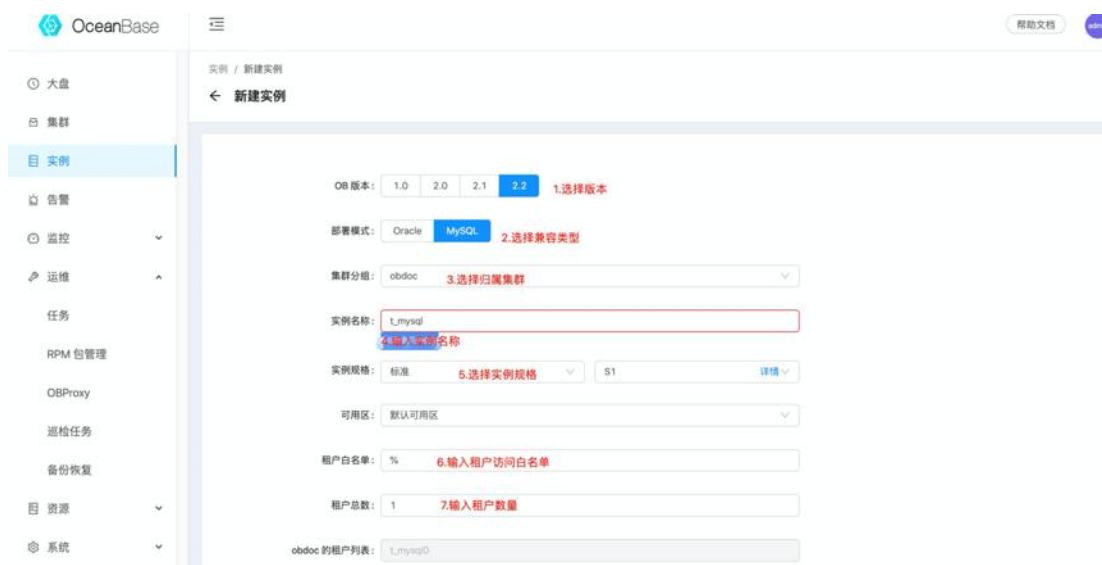 OceanBase
帮助文档
adm
大盘
集群
实例
告警
监控
运维
任务
RPM 包管理
OBProxy
巡检任务
备份恢复
资源
系统
实例 / 新建实例
← 新建实例
OB 版本: 1.0 2.0 2.1 2.2 1.选择版本
部署模式: Oracle MySQL 2.选择兼容类型
集群分组: obdoc 3.选择归属集群
实例名称: t_mysql
4.输入实例名称
实例规格: 标准 5.选择实例规格 S1 详情
可用区: 默认可用区
租户白名单: % 6.输入租户访问白名单
租户总数: 1 7.输入租户数量
obdoc 的租户列表: t_mysql0